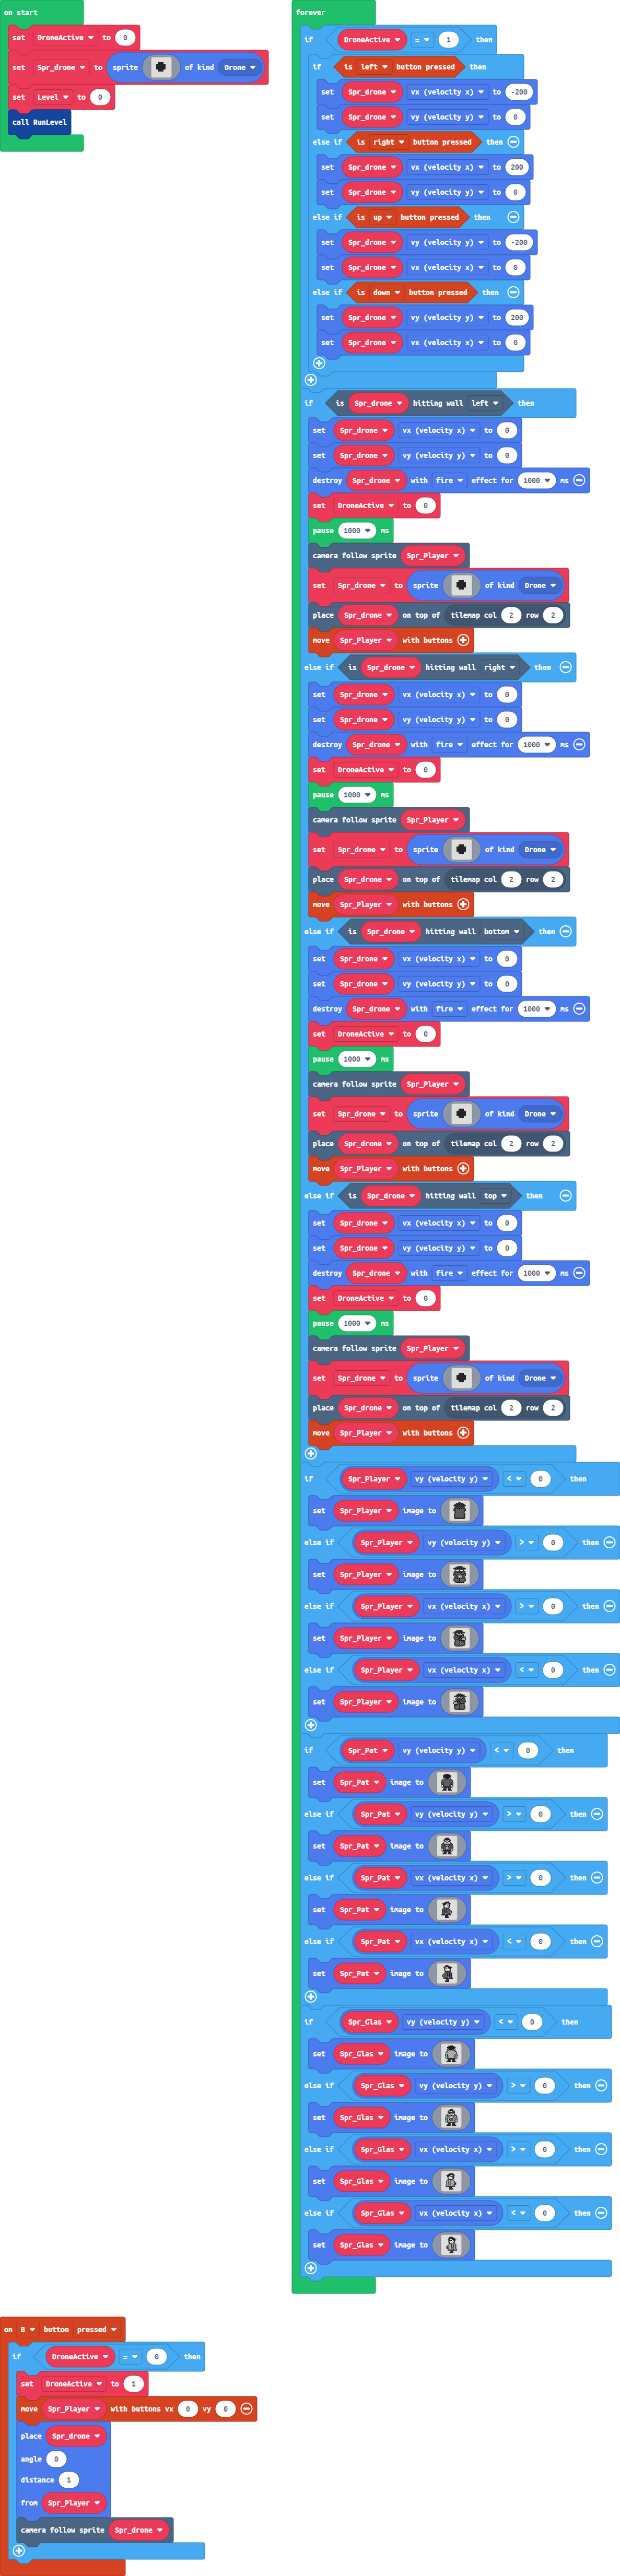 on start
set DroneActive to 0
set Spr_drone to sprite of kind Drone
set Level to 0
call RunLevel
forever
if DroneActive = 1 then
if is left button pressed then
set Spr_drone vx (velocity x) to -200
set Spr_drone vy (velocity y) to 0
else if is right button pressed then
set Spr_drone vx (velocity x) to 200
set Spr_drone vy (velocity y) to 0
else if is up button pressed then
set Spr_drone vy (velocity y) to -200
set Spr_drone vx (velocity x) to 0
else if is down button pressed then
set Spr_drone vy (velocity y) to 200
set Spr_drone vx (velocity x) to 0
if is Spr_drone hitting wall left then
set Spr_drone vx (velocity x) to 0
set Spr_drone vy (velocity y) to 0
destroy Spr_drone with fire effect for 1000 ms
set DroneActive to 0
pause 1000 ms
camera follow sprite Spr_Player
set Spr_drone to sprite of kind Drone
place Spr_drone on top of tilemap col 2 row 2
move Spr_Player with buttons
else if is Spr_drone hitting wall right then
set Spr_drone vx (velocity x) to 0
set Spr_drone vy (velocity y) to 0
destroy Spr_drone with fire effect for 1000 ms
set DroneActive to 0
pause 1000 ms
camera follow sprite Spr_Player
set Spr_drone to sprite of kind Drone
place Spr_drone on top of tilemap col 2 row 2
move Spr_Player with buttons
else if is Spr_drone hitting wall bottom then
set Spr_drone vx (velocity x) to 0
set Spr_drone vy (velocity y) to 0
destroy Spr_drone with fire effect for 1000 ms
set DroneActive to 0
pause 1000 ms
camera follow sprite Spr_Player
set Spr_drone to sprite of kind Drone
place Spr_drone on top of tilemap col 2 row 2
move Spr_Player with buttons
else if is Spr_drone hitting wall top then
set Spr_drone vx (velocity x) to 0
set Spr_drone vy (velocity y) to 0
destroy Spr_drone with fire effect for 1000 ms
set DroneActive to 0
pause 1000 ms
camera follow sprite Spr_Player
set Spr_drone to sprite of kind Drone
place Spr_drone on top of tilemap col 2 row 2
move Spr_Player with buttons
if Spr_Player vy (velocity y) < 0 then
set Spr_Player image to
else if Spr_Player vy (velocity y) > 0 then
set Spr_Player image to
else if Spr_Player vx (velocity x) > 0 then
set Spr_Player image to
else if Spr_Player vx (velocity x) < 0 then
set Spr_Player image to
if Spr_Pat vy (velocity y) < 0 then
set Spr_Pat image to
else if Spr_Pat vy (velocity y) > 0 then
set Spr_Pat image to
else if Spr_Pat vx (velocity x) > 0 then
set Spr_Pat image to
else if Spr_Pat vx (velocity x) < 0 then
set Spr_Pat image to
if Spr_Glas vy (velocity y) < 0 then
set Spr_Glas image to
else if Spr_Glas vy (velocity y) > 0 then
set Spr_Glas image to
else if Spr_Glas vx (velocity x) > 0 then
set Spr_Glas image to
else if Spr_Glas vx (velocity x) < 0 then
set Spr_Glas image to
on B button pressed
if DroneActive = 0 then
set DroneActive to 1
move Spr_Player with buttons vx 0 vy 0
place Spr_drone
angle 0
distance 1
from Spr_Player
camera follow sprite Spr_drone